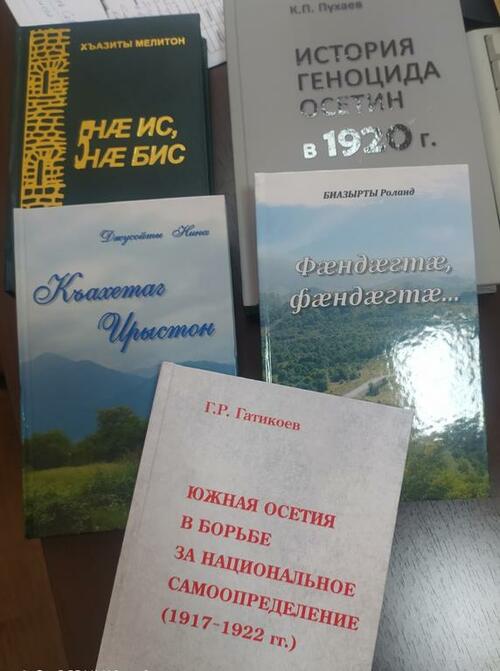 ХЪАЗИТЫ МЕЛИТОН
НÆ ИС,
НÆ БИС
К.П. Пухаев
ИСТОРИЯ
ГЕНОЦИДА
ОСЕТИН
в 1920 г.
Джусойты Нина
Къахетаг
Ирыстон
БИАЗЫРТЫ Роланд
Фæндæгтæ,
фæндæгтæ...
Г.Р. Гатикоев
ЮЖНАЯ ОСЕТИЯ
В БОРЬБЕ
ЗА НАЦИОНАЛЬНОЕ
САМООПРЕДЕЛЕНИЕ
(1917-1922 гг.)